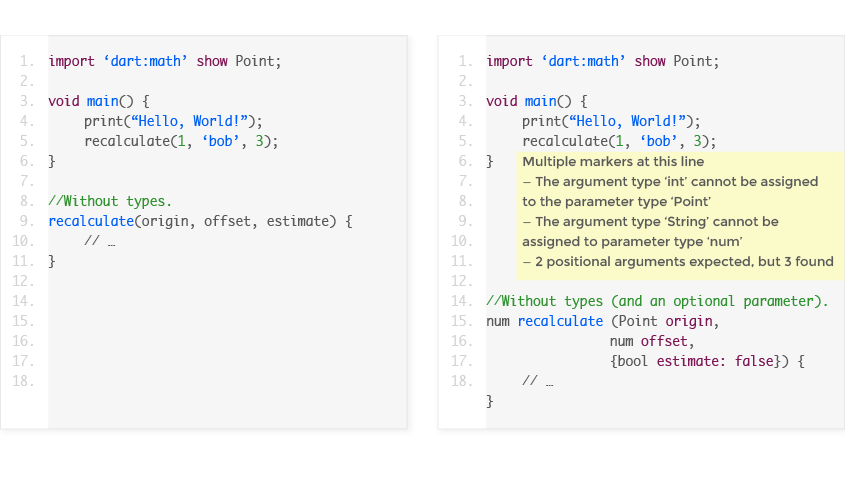 1. import ‘dart:math’ show Point;
2.
3. void main() {
4. print(“Hello, World!”);
5. recalculate(1, ‘bob’, 3);
6. }
7.
8. //Without types.
9. recalculate(origin, offset, estimate) {
10. // …
11. }
12.
14.
15.
16.
17.
18.
1. import ‘dart:math’ show Point;
2.
3. void main() {
4. print(“Hello, World!”);
5. recalculate(1, ‘bob’, 3);
6. } Multiple markers at this line
7. – The argument type ‘int’ cannot be assigned
8. to the parameter type ‘Point’
9. – The argument type ‘String’ cannot be
10. assigned to parameter type ‘num’
11. – 2 positional arguments expected, but 3 found
12.
14. //Without types (and an optional parameter).
15. num recalculate (Point origin,
16. num offset,
17. {bool estimate: false}) {
18. // …
}